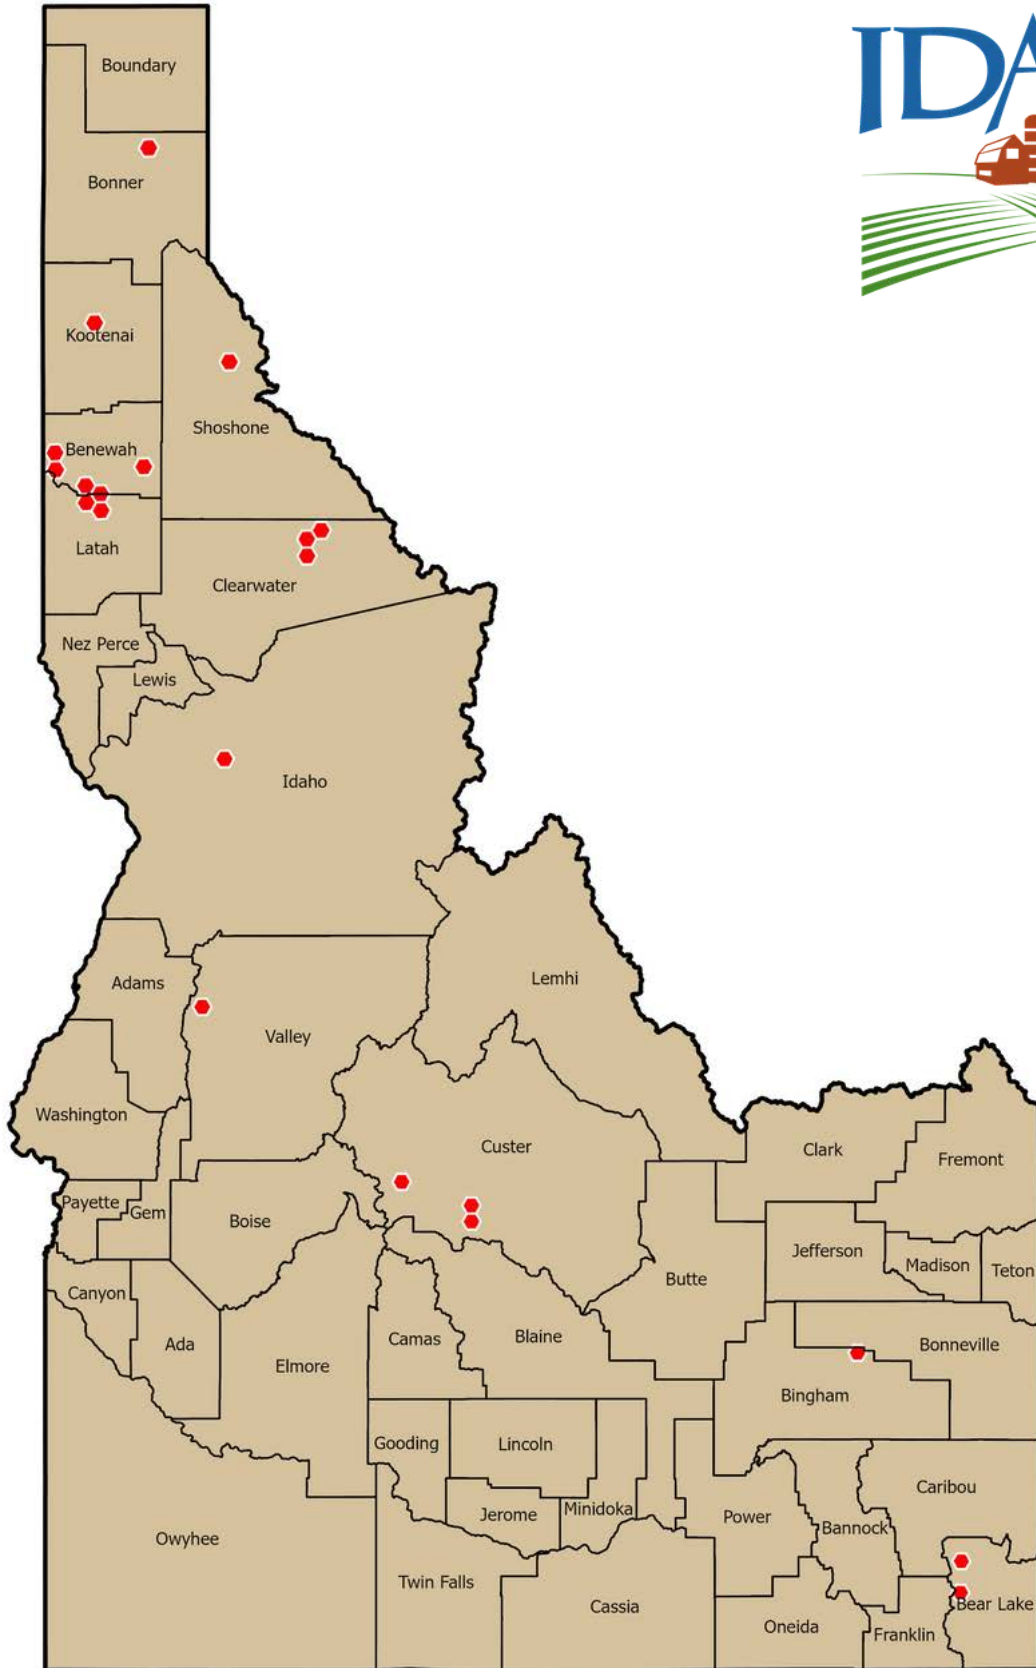 IDA
Boundary
Bonner
Kootenai
Shoshone
Benewah
Latah
Clearwater
Nez Perce
Lewis
Idaho
Lemhi
Adams
Valley
Washington
Custer
Clark
Fremont
Payette
Gem
Boise
Jefferson
Madison
Teton
Butte
Canyon
Ada
Camas
Blaine
Bonneville
Elmore
Bingham
Gooding
Lincoln
Caribou
Jerome
Minidoka
Power
Bannock
Owyhee
Twin Falls
Cassia
Bear Lake
Oneida
Franklin